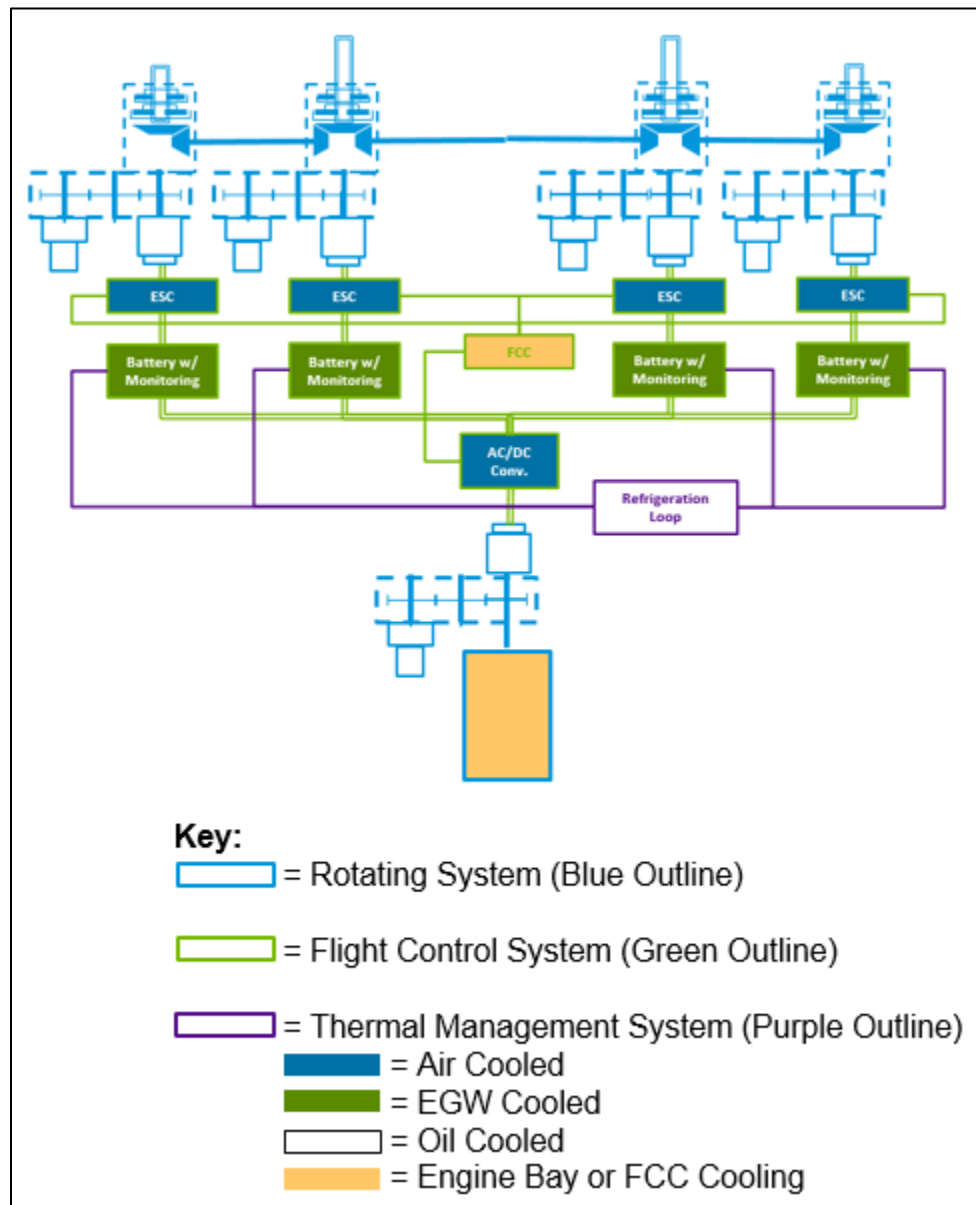 ESC
ESC
ESC
ESC
FCC
Battery w/
Monitoring
Battery w/
Monitoring
Battery w/
Monitoring
Battery w/
Monitoring
AC/DC
Conv.
Refrigeration
Loop
Key:
= Rotating System (Blue Outline)
= Flight Control System (Green Outline)
= Thermal Management System (Purple Outline)
= Air Cooled
= EGW Cooled
= Oil Cooled
= Engine Bay or FCC Cooling